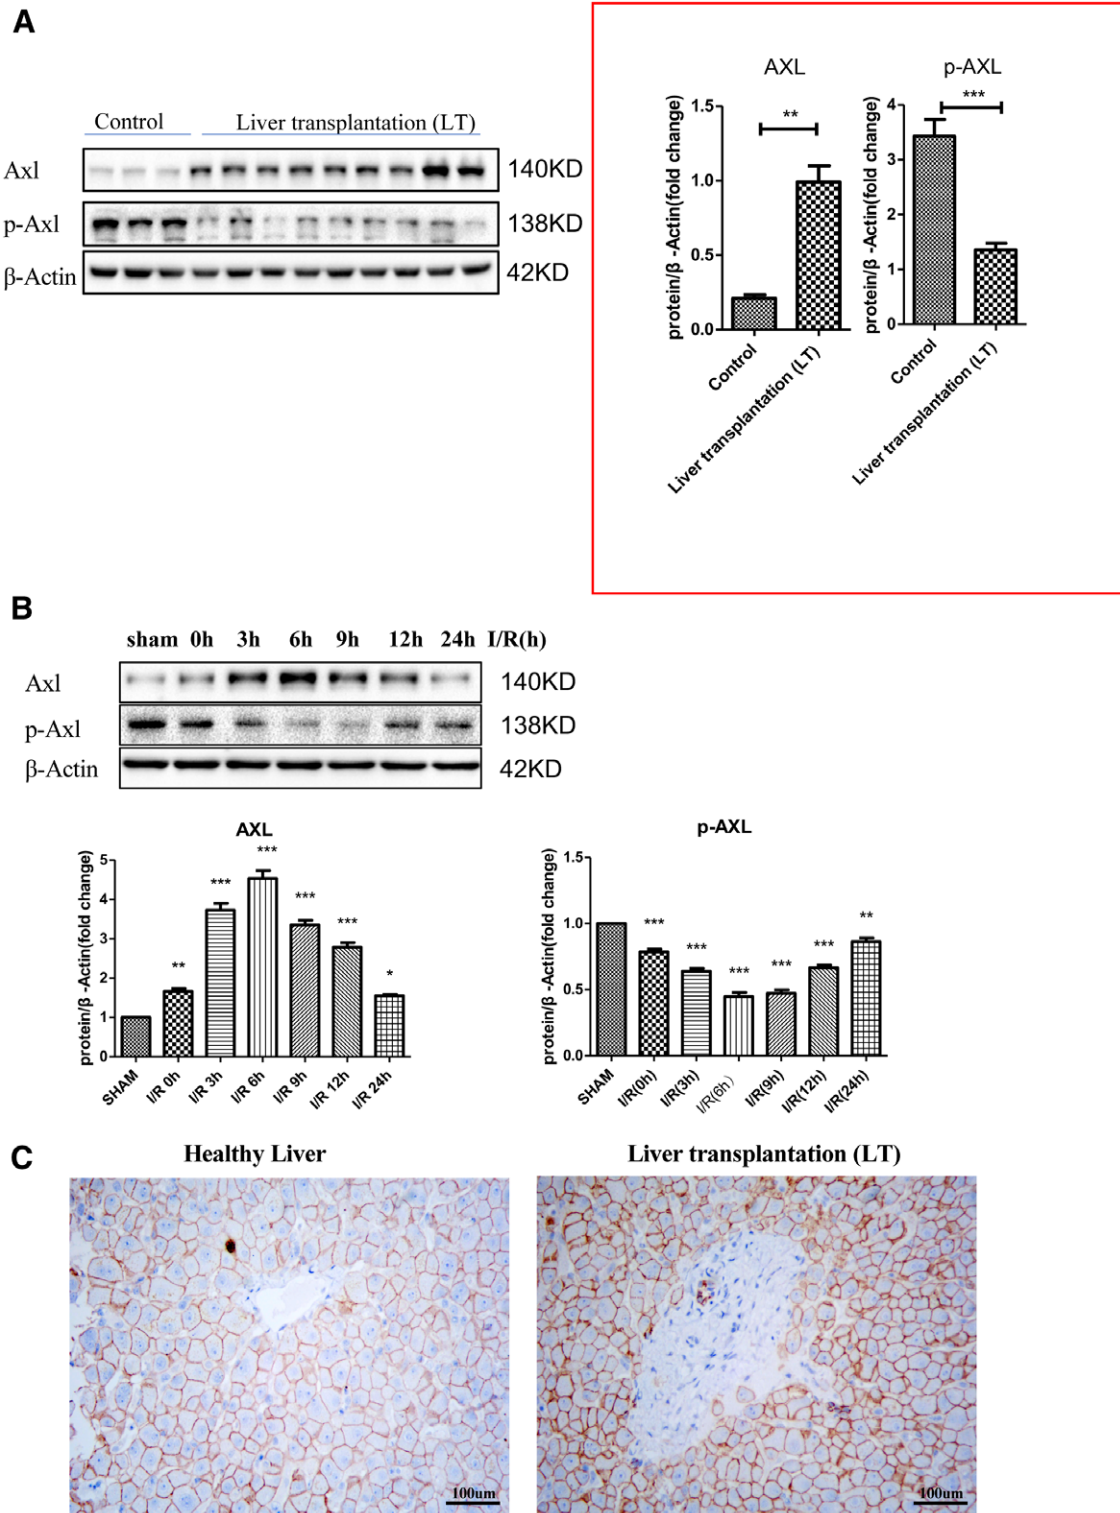 A
Control
Liver transplantation (LT)
Axl
140KD
p-Axl
138KD
β-Actin
42KD
AXL
**
protein/β -Actin(fold change)
1.5
1.0
0.5
0.0
Control
Liver transplantation (LT)
p-AXL
***
protein/β -Actin(fold change)
4
3
2
1
0
Control
Liver transplantation (LT)
B
sham 0h 3h 6h 9h 12h 24h I/R(h)
Axl
140KD
p-Axl
138KD
β-Actin
42KD
AXL
protein/β -Actin(fold change)
5
4
3
2
1
0
**
***
***
***
***
*
SHAM
I/R 0h
I/R 3h
I/R 6h
I/R 9h
I/R 12h
I/R 24h
p-AXL
protein/β -Actin(fold change)
1.5
1.0
0.5
0.0
***
***
***
***
***
**
SHAM
I/R(0h)
I/R(3h)
I/R(6h)
I/R(9h)
I/R(12h)
I/R(24h)
C
Healthy Liver
Liver transplantation (LT)
100um
100um